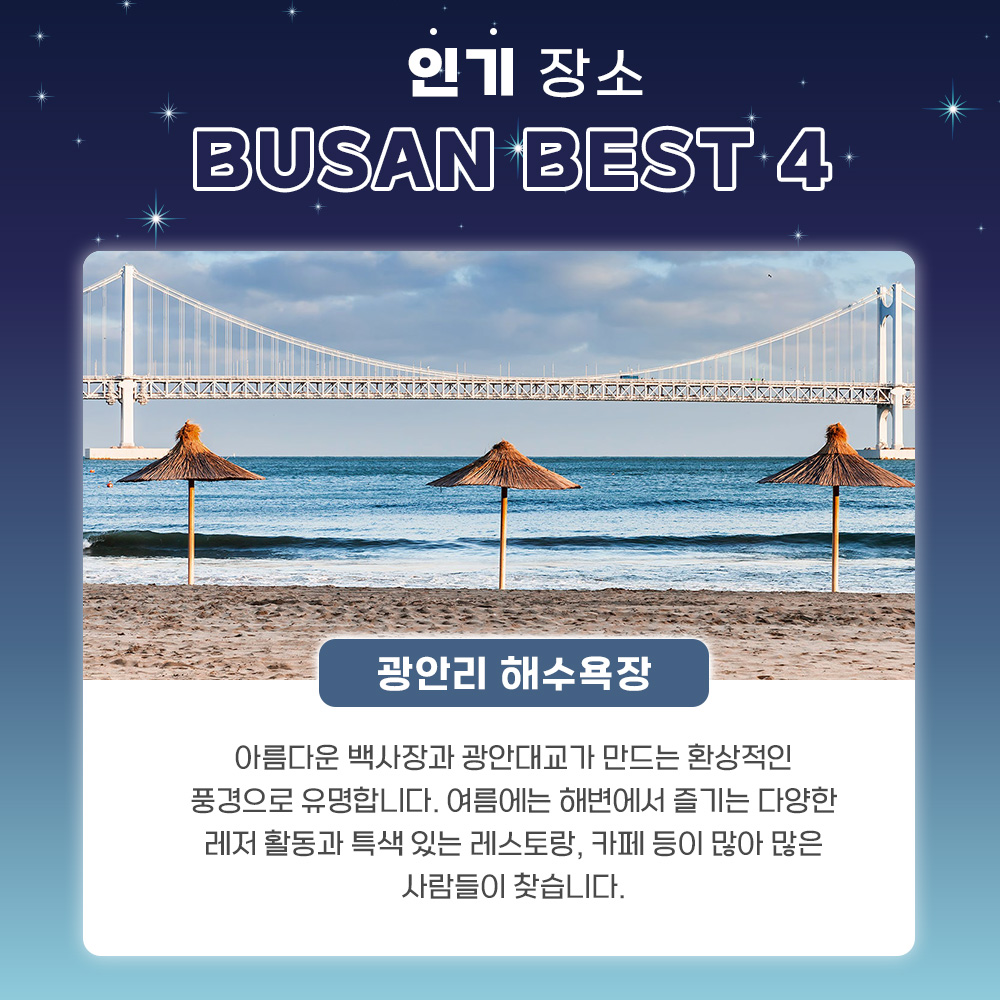 인기 장소
BUSAN BEST 4
광안리 해수욕장
아름다운 백사장과 광안대교가 만드는 환상적인
풍경으로 유명합니다. 여름에는 해변에서 즐기는 다양한
레저 활동과 특색 있는 레스토랑, 카페 등이 많아 많은
사람들이 찾습니다.